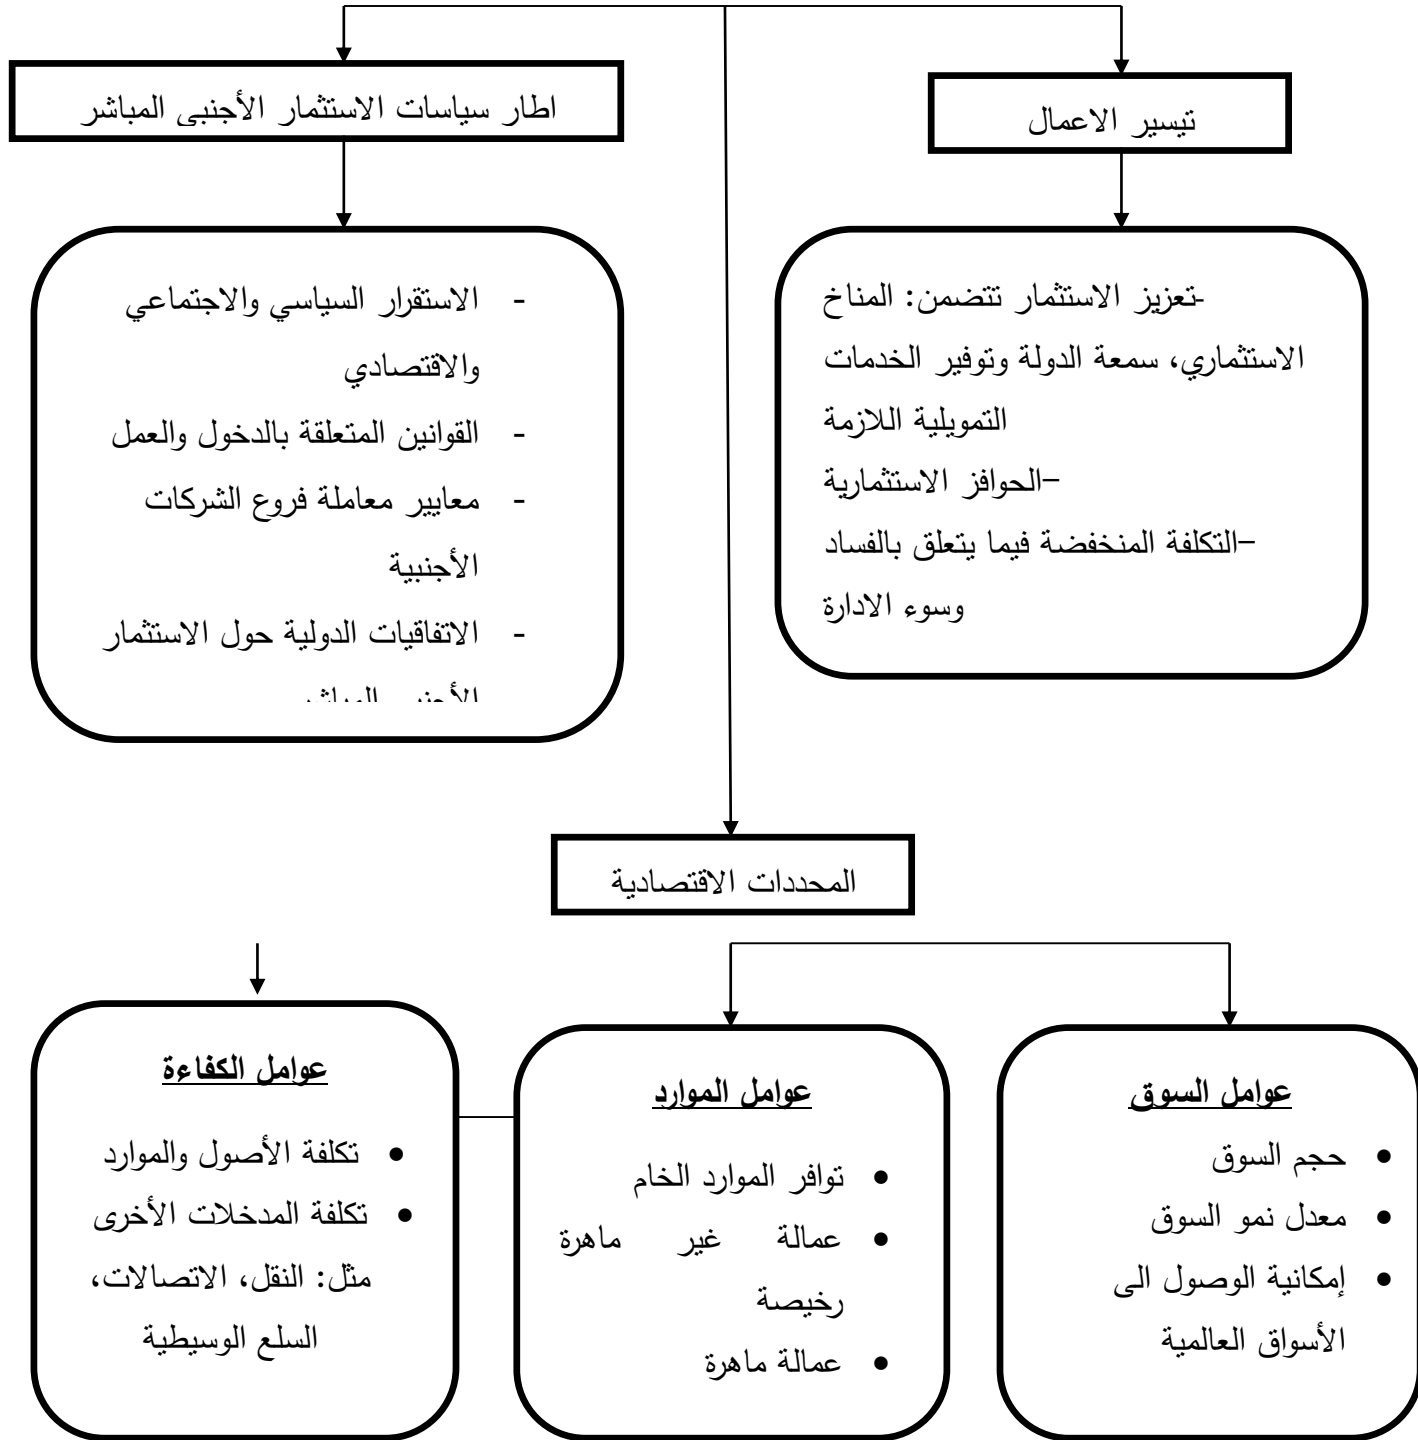 تيسير الاعمال
-تعزيز الاستثمار تتضمن: المناخ
الاستثماري، سمعة الدولة وتوفير الخدمات
التمويلية اللازمة
–الحوافز الاستثمارية
–التكلفة المنخفضة فيما يتعلق بالفساد
وسوء الادارة
اطار سياسات الاستثمار الأجنبي المباشر
- الاستقرار السياسي والاجتماعي
والاقتصادي
- القوانين المتعلقة بالدخول والعمل
- معايير معاملة فروع الشركات
الأجنبية
- الاتفاقيات الدولية حول الاستثمار
الأجنبي المباشر
المحددات الاقتصادية
عوامل السوق
• حجم السوق
• معدل نمو السوق
• إمكانية الوصول الى
الأسواق العالمية
عوامل الموارد
• توافر الموارد الخام
• عمالة غير ماهرة
رخيصة
• عمالة ماهرة
عوامل الكفاءة
• تكلفة الأصول والموارد
• تكلفة المدخلات الأخرى
مثل: النقل، الاتصالات،
السلع الوسيطية